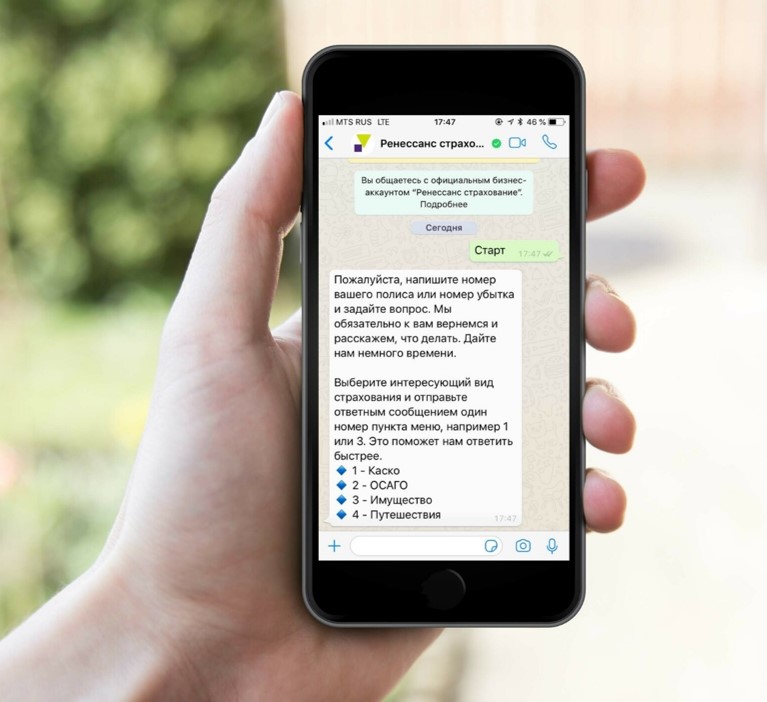 MTS RUS LTE 17:47 46 %
Ренессанс страхо...
Вы общаетесь с официальным бизнес-
аккаунтом "Ренессанс страхование".
Подробнее
Сегодня
Старт 17:47
Пожалуйста, напишите номер
вашего полиса или номер убытка
и задайте вопрос. Мы
обязательно к вам вернемся и
расскажем, что делать. Дайте
нам немного времени.
Выберите интересующий вид
страхования и отправьте
ответным сообщением один
номер пункта меню, например 1
или 3. Это поможет нам ответить
быстрее.
🔹 1 - Каско
🔹 2 - ОСАГО
🔹 3 - Имущество
🔹 4 - Путешествия
17:47